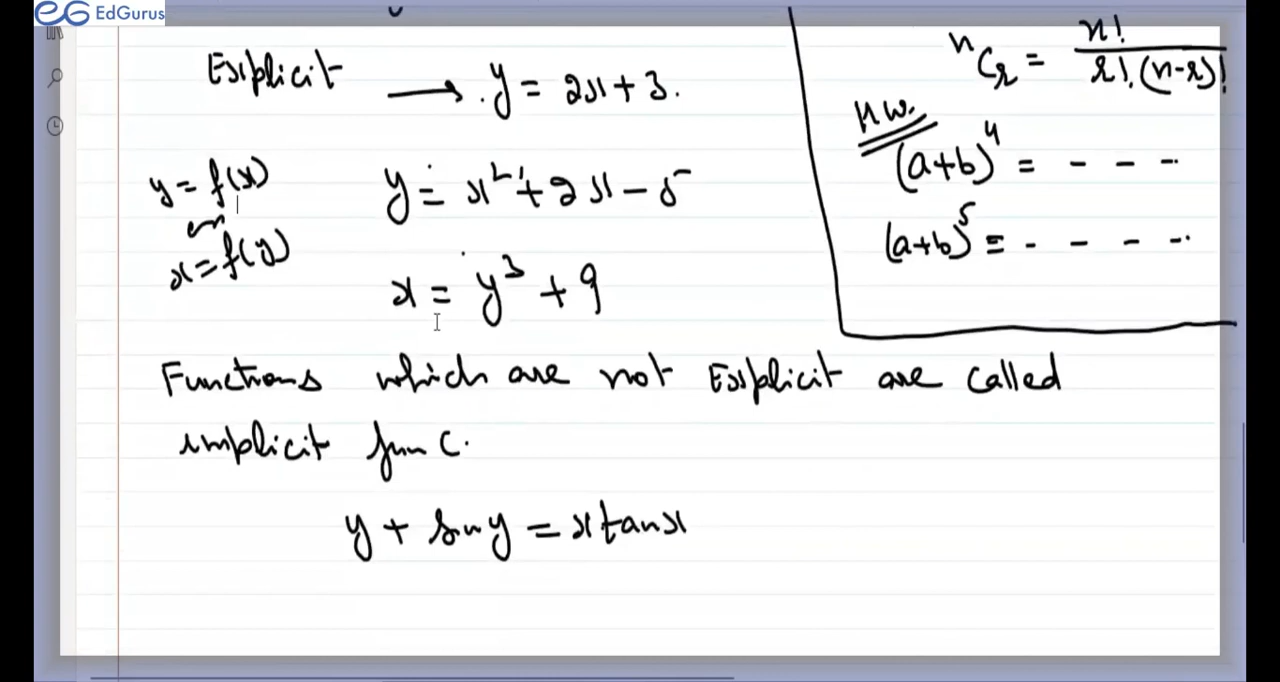 EdGurus
Explicit → y = 2x + 3.
y = f(x)
or
x = f(y)
y = x² + 2x - 5
x = y³ + 9
Functions which are not Explicit are called
implicit func.
y + sin y = x tan x
ⁿCᵣ = n! / r! (n-r)!
H.W.
(a+b)⁴ = - - -
(a+b)⁵ = - - - -